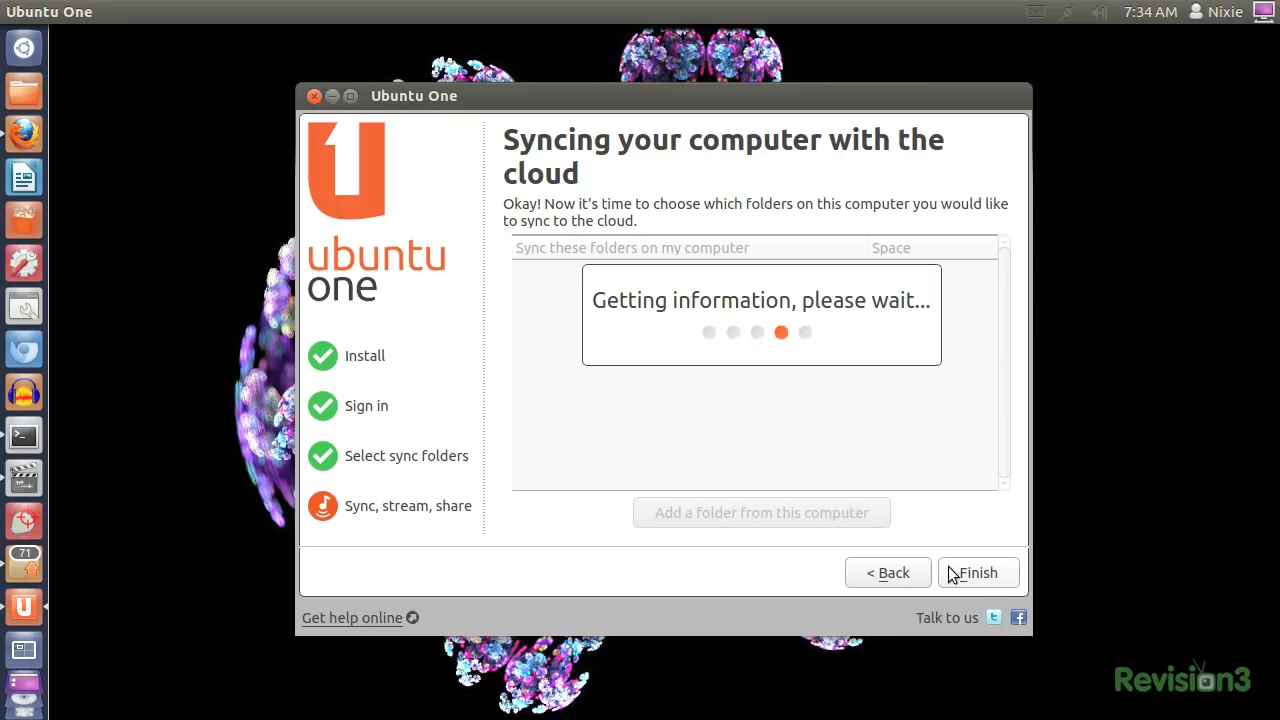 Ubuntu One
7:34 AM
Nixie
Ubuntu One
ubuntu
one
Install
Sign in
Select sync folders
Sync, stream, share
Syncing your computer with the
cloud
Okay! Now it's time to choose which folders on this computer you would like
to sync to the cloud.
Sync these folders on my computer
Space
Getting information, please wait...
Add a folder from this computer
< Back
Finish
Get help online
Talk to us
71
Revision3